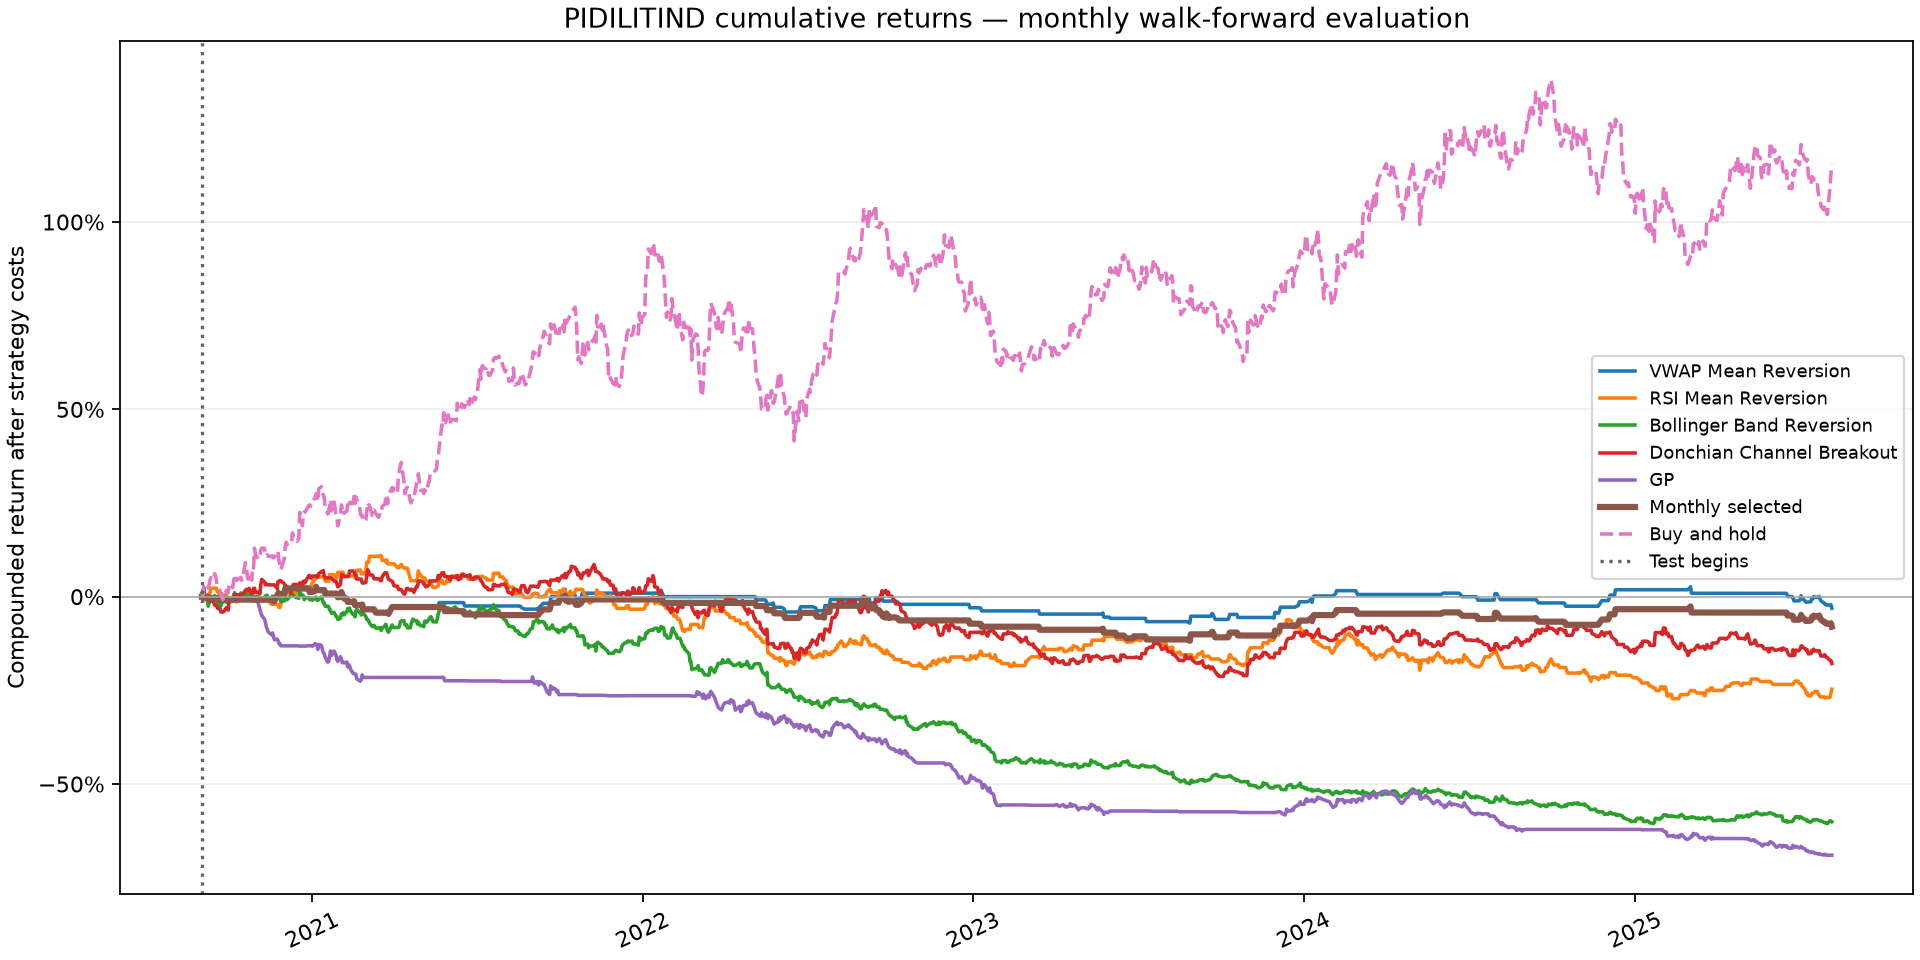 PIDILITIND cumulative returns — monthly walk-forward evaluation
Compounded return after strategy costs
100%
50%
0%
−50%
VWAP Mean Reversion
RSI Mean Reversion
Bollinger Band Reversion
Donchian Channel Breakout
GP
Monthly selected
Buy and hold
Test begins
2021
2022
2023
2024
2025